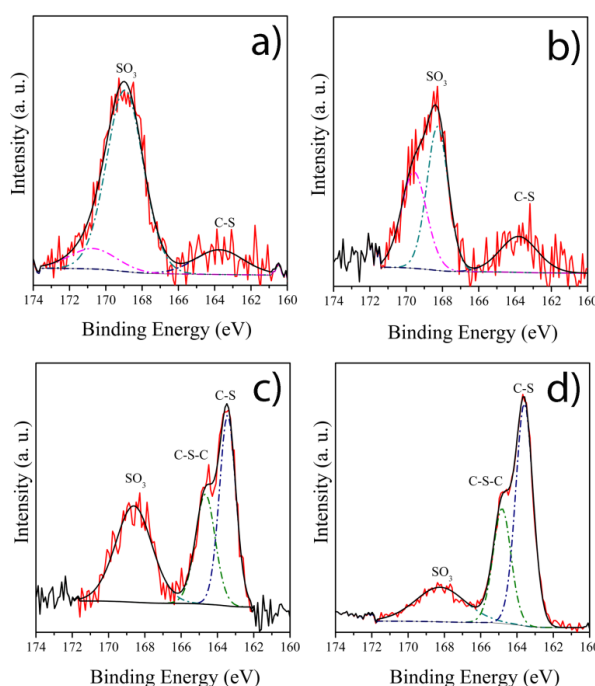 a)
SO3
C-S
Intensity (a. u.)
174 172 170 168 166 164 162 160
Binding Energy (eV)
b)
SO3
C-S
Intensity (a. u.)
174 172 170 168 166 164 162 160
Binding Energy (eV)
c)
C-S
C-S-C
SO3
Intensity (a. u.)
174 172 170 168 166 164 162 160
Binding Energy (eV)
d)
C-S
C-S-C
SO3
Intensity (a. u.)
174 172 170 168 166 164 162 160
Binding Energy (eV)